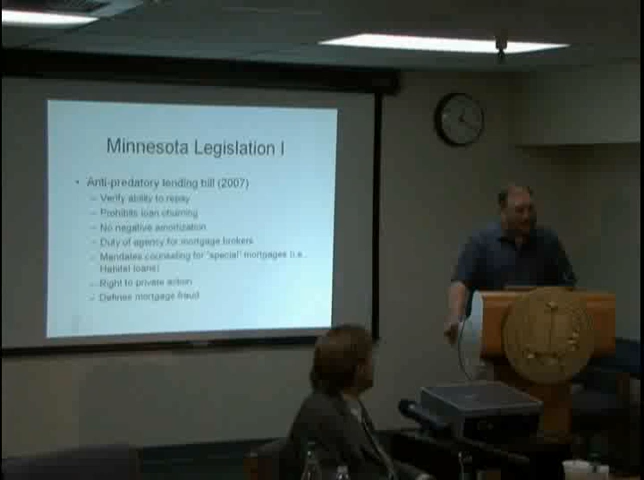 Minnesota Legislation I
• Anti-predatory lending bill (2007)
– Verify ability to repay
– Prohibits loan churning
– No negative amortization
– Duty of agency for mortgage brokers
– Mandates counseling for "special" mortgages (i.e.,
Habitat loans)
– Right to private action
– Defines mortgage fraud